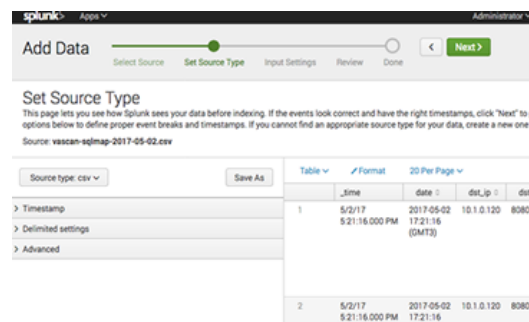 splunk> Apps Administrator
Add Data
Select Source Set Source Type Input Settings Review Done
< Next >
Set Source Type
This page lets you see how Splunk sees your data before indexing. If the events look correct and have the right timestamps, click "Next" to
options below to define proper event breaks and timestamps. If you cannot find an appropriate source type for your data, create a new one
Source: vascan-sqlmap-2017-05-02.csv
Source type: csv Save As
Table Format 20 Per Page
_time date dst_ip dst
> Timestamp
> Delimited settings
> Advanced
1 5/2/17 2017-05-02 10.1.0.120 8080
5:21:16.000 PM 17:21:16
(GMT3)
2 5/2/17 2017-05-02 10.1.0.120 8080
5:21:16.000 PM 17:21:16